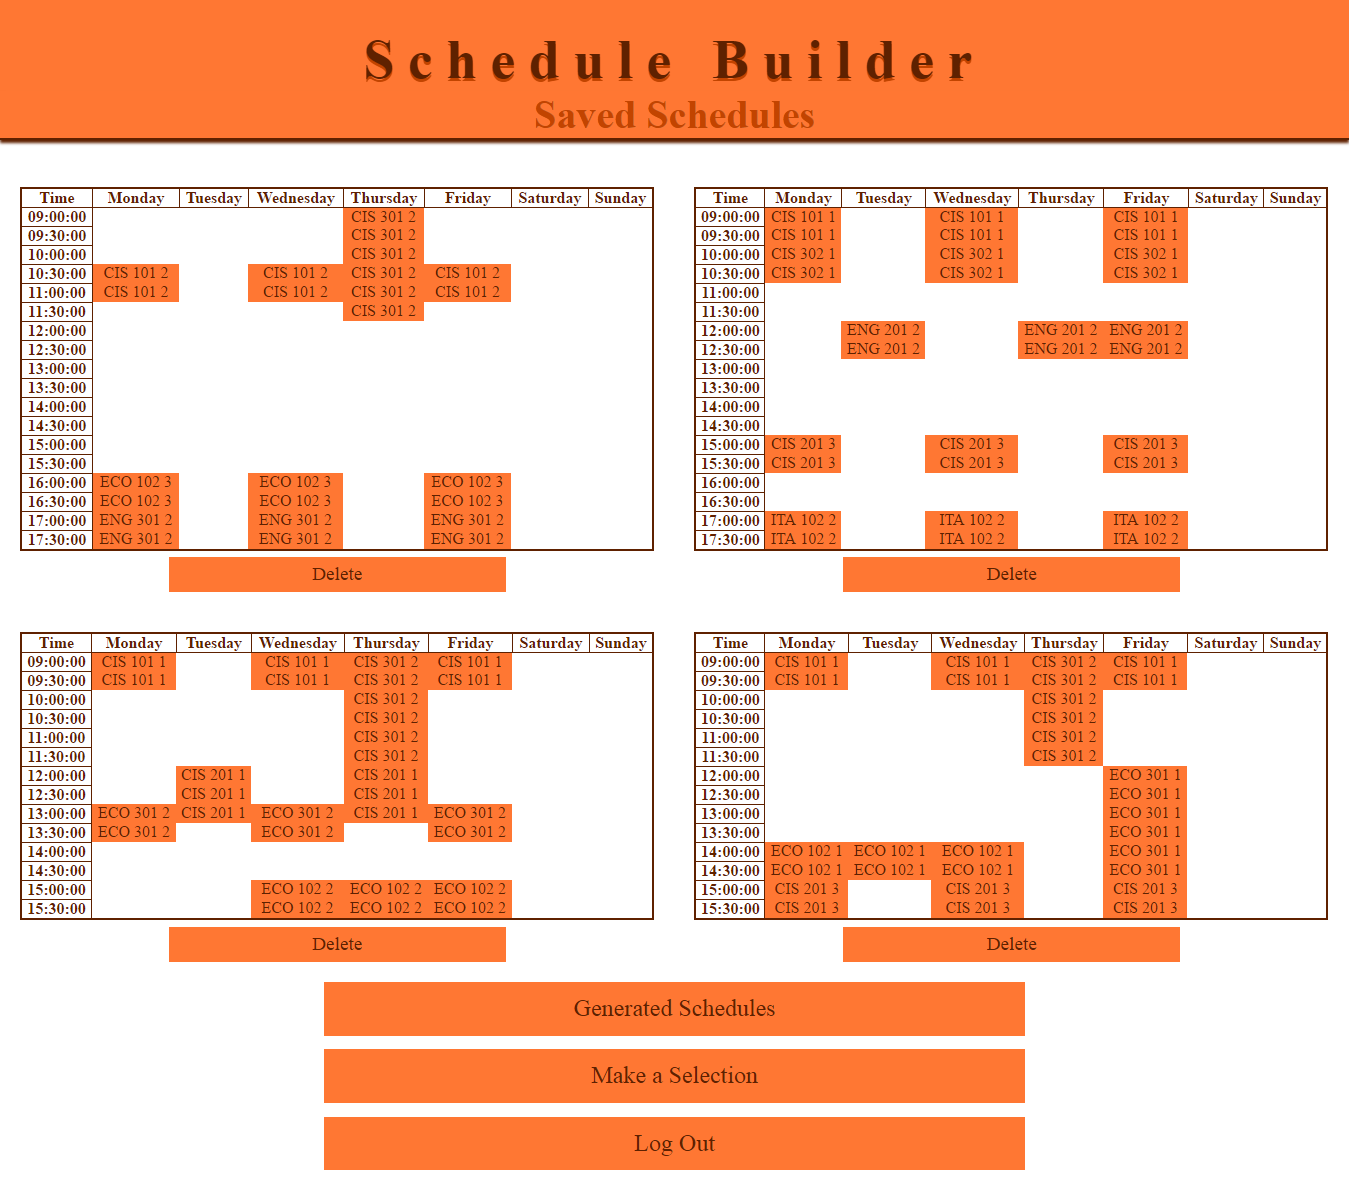 Schedule Builder
Saved Schedules
Time Monday Tuesday Wednesday Thursday Friday Saturday Sunday
09:00:00 CIS 301 2
09:30:00 CIS 301 2
10:00:00 CIS 301 2
10:30:00 CIS 101 2 CIS 101 2 CIS 301 2 CIS 101 2
11:00:00 CIS 101 2 CIS 101 2 CIS 301 2 CIS 101 2
11:30:00 CIS 301 2
12:00:00
12:30:00
13:00:00
13:30:00
14:00:00
14:30:00
15:00:00
15:30:00
16:00:00 ECO 102 3 ECO 102 3 ECO 102 3
16:30:00 ECO 102 3 ECO 102 3 ECO 102 3
17:00:00 ENG 301 2 ENG 301 2 ENG 301 2
17:30:00 ENG 301 2 ENG 301 2 ENG 301 2
Delete
Time Monday Tuesday Wednesday Thursday Friday Saturday Sunday
09:00:00 CIS 101 1 CIS 101 1 CIS 101 1
09:30:00 CIS 101 1 CIS 101 1 CIS 101 1
10:00:00 CIS 302 1 CIS 302 1 CIS 302 1
10:30:00 CIS 302 1 CIS 302 1 CIS 302 1
11:00:00
11:30:00
12:00:00 ENG 201 2 ENG 201 2 ENG 201 2
12:30:00 ENG 201 2 ENG 201 2 ENG 201 2
13:00:00
13:30:00
14:00:00
14:30:00
15:00:00 CIS 201 3 CIS 201 3 CIS 201 3
15:30:00 CIS 201 3 CIS 201 3 CIS 201 3
16:00:00
16:30:00
17:00:00 ITA 102 2 ITA 102 2 ITA 102 2
17:30:00 ITA 102 2 ITA 102 2 ITA 102 2
Delete
Time Monday Tuesday Wednesday Thursday Friday Saturday Sunday
09:00:00 CIS 101 1 CIS 101 1 CIS 301 2 CIS 101 1
09:30:00 CIS 101 1 CIS 101 1 CIS 301 2 CIS 101 1
10:00:00 CIS 301 2
10:30:00 CIS 301 2
11:00:00 CIS 301 2
11:30:00 CIS 301 2
12:00:00 CIS 201 1 CIS 201 1
12:30:00 CIS 201 1 CIS 201 1
13:00:00 ECO 301 2 CIS 201 1 ECO 301 2 CIS 201 1 ECO 301 2
13:30:00 ECO 301 2 ECO 301 2 ECO 301 2
14:00:00
14:30:00
15:00:00 ECO 102 2 ECO 102 2 ECO 102 2
15:30:00 ECO 102 2 ECO 102 2 ECO 102 2
Delete
Time Monday Tuesday Wednesday Thursday Friday Saturday Sunday
09:00:00 CIS 101 1 CIS 101 1 CIS 301 2 CIS 101 1
09:30:00 CIS 101 1 CIS 101 1 CIS 301 2 CIS 101 1
10:00:00 CIS 301 2
10:30:00 CIS 301 2
11:00:00 CIS 301 2
11:30:00 CIS 301 2
12:00:00 ECO 301 1
12:30:00 ECO 301 1
13:00:00 ECO 301 1
13:30:00 ECO 301 1
14:00:00 ECO 102 1 ECO 102 1 ECO 102 1 ECO 301 1
14:30:00 ECO 102 1 ECO 102 1 ECO 102 1 ECO 301 1
15:00:00 CIS 201 3 CIS 201 3 CIS 201 3
15:30:00 CIS 201 3 CIS 201 3 CIS 201 3
Delete
Generated Schedules
Make a Selection
Log Out